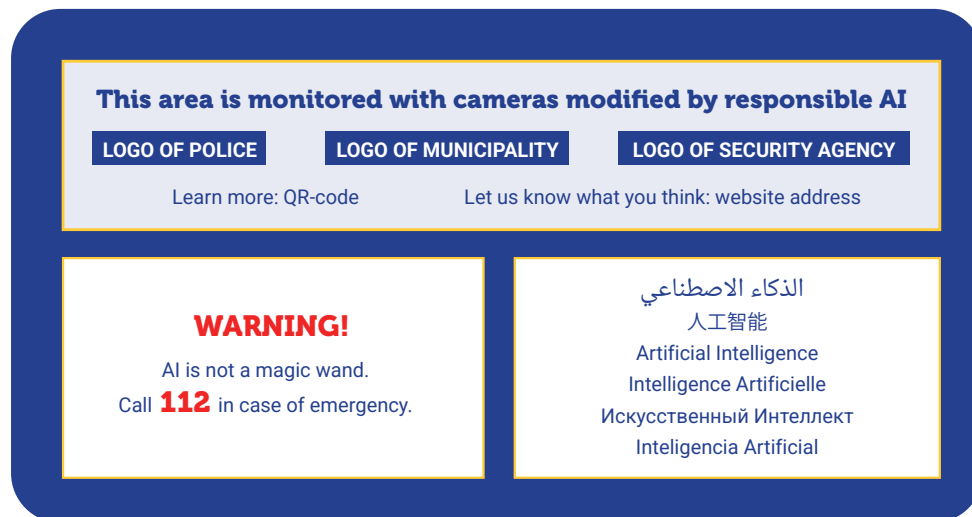 This area is monitored with cameras modified by responsible AI
LOGO OF POLICE
LOGO OF MUNICIPALITY
LOGO OF SECURITY AGENCY
Learn more: QR-code
Let us know what you think: website address
WARNING!
AI is not a magic wand.
Call 112 in case of emergency.
الذكاء الاصطناعي
人工智能
Artificial Intelligence
Intelligence Artificielle
Искусственный Интеллект
Inteligencia Artificial